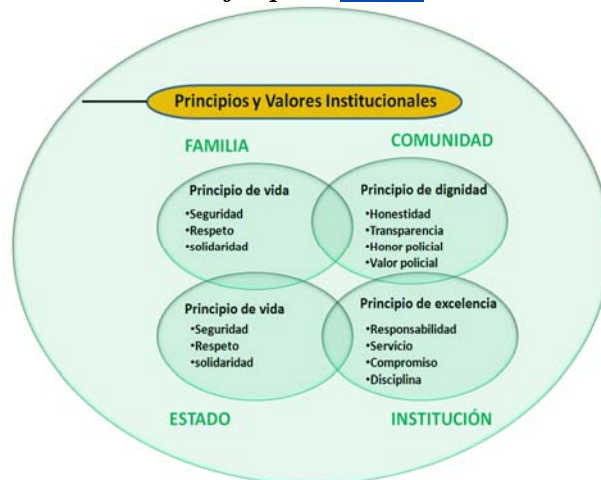 Principios y Valores Institucionales
FAMILIA
COMUNIDAD
Principio de vida
•Seguridad
•Respeto
•solidaridad
Principio de dignidad
•Honestidad
•Transparencia
•Honor policial
•Valor policial
Principio de vida
•Seguridad
•Respeto
•solidaridad
Principio de excelencia
•Responsabilidad
•Servicio
•Compromiso
•Disciplina
ESTADO
INSTITUCIÓN